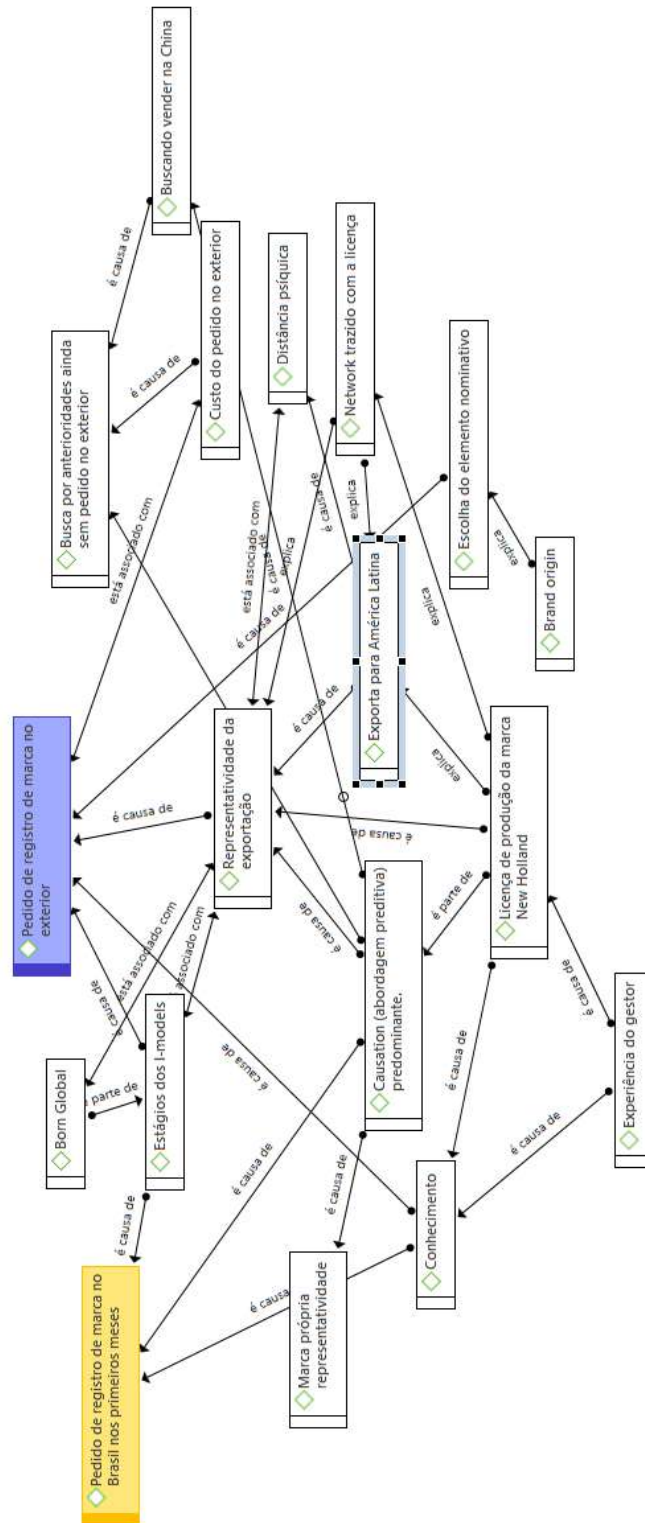 Pedido de registro de marca no
Brasil nos primeiros meses
é causa de
Born Global
parte de
Estágios dos I-models
Pedido de registro de marca no
exterior
é causa de
está associado com
associado com
é causa de
está associado com
Busca por anterioridades ainda
sem pedido no exterior
é causa de
é causa de
Buscando vender na China
Custo do pedido no exterior
Representatividade da
exportação
é causa de
é causa de
é causa
é causa de
está associado com
é causa de
explica
Distância psíquica
é causa de
Network trazido com a licença
explica
Exporta para América Latina
é causa de
Marca própria
representatividade
é causa de
Causation (abordagem preditiva)
predominante.
é causa de
é causa de
é parte de
explica
explica
Escolha do elemento nominativo
explica
Brand origin
Conhecimento
é causa de
Licença de produção da marca
New Holland
é causa de
é causa de
Experiência do gestor